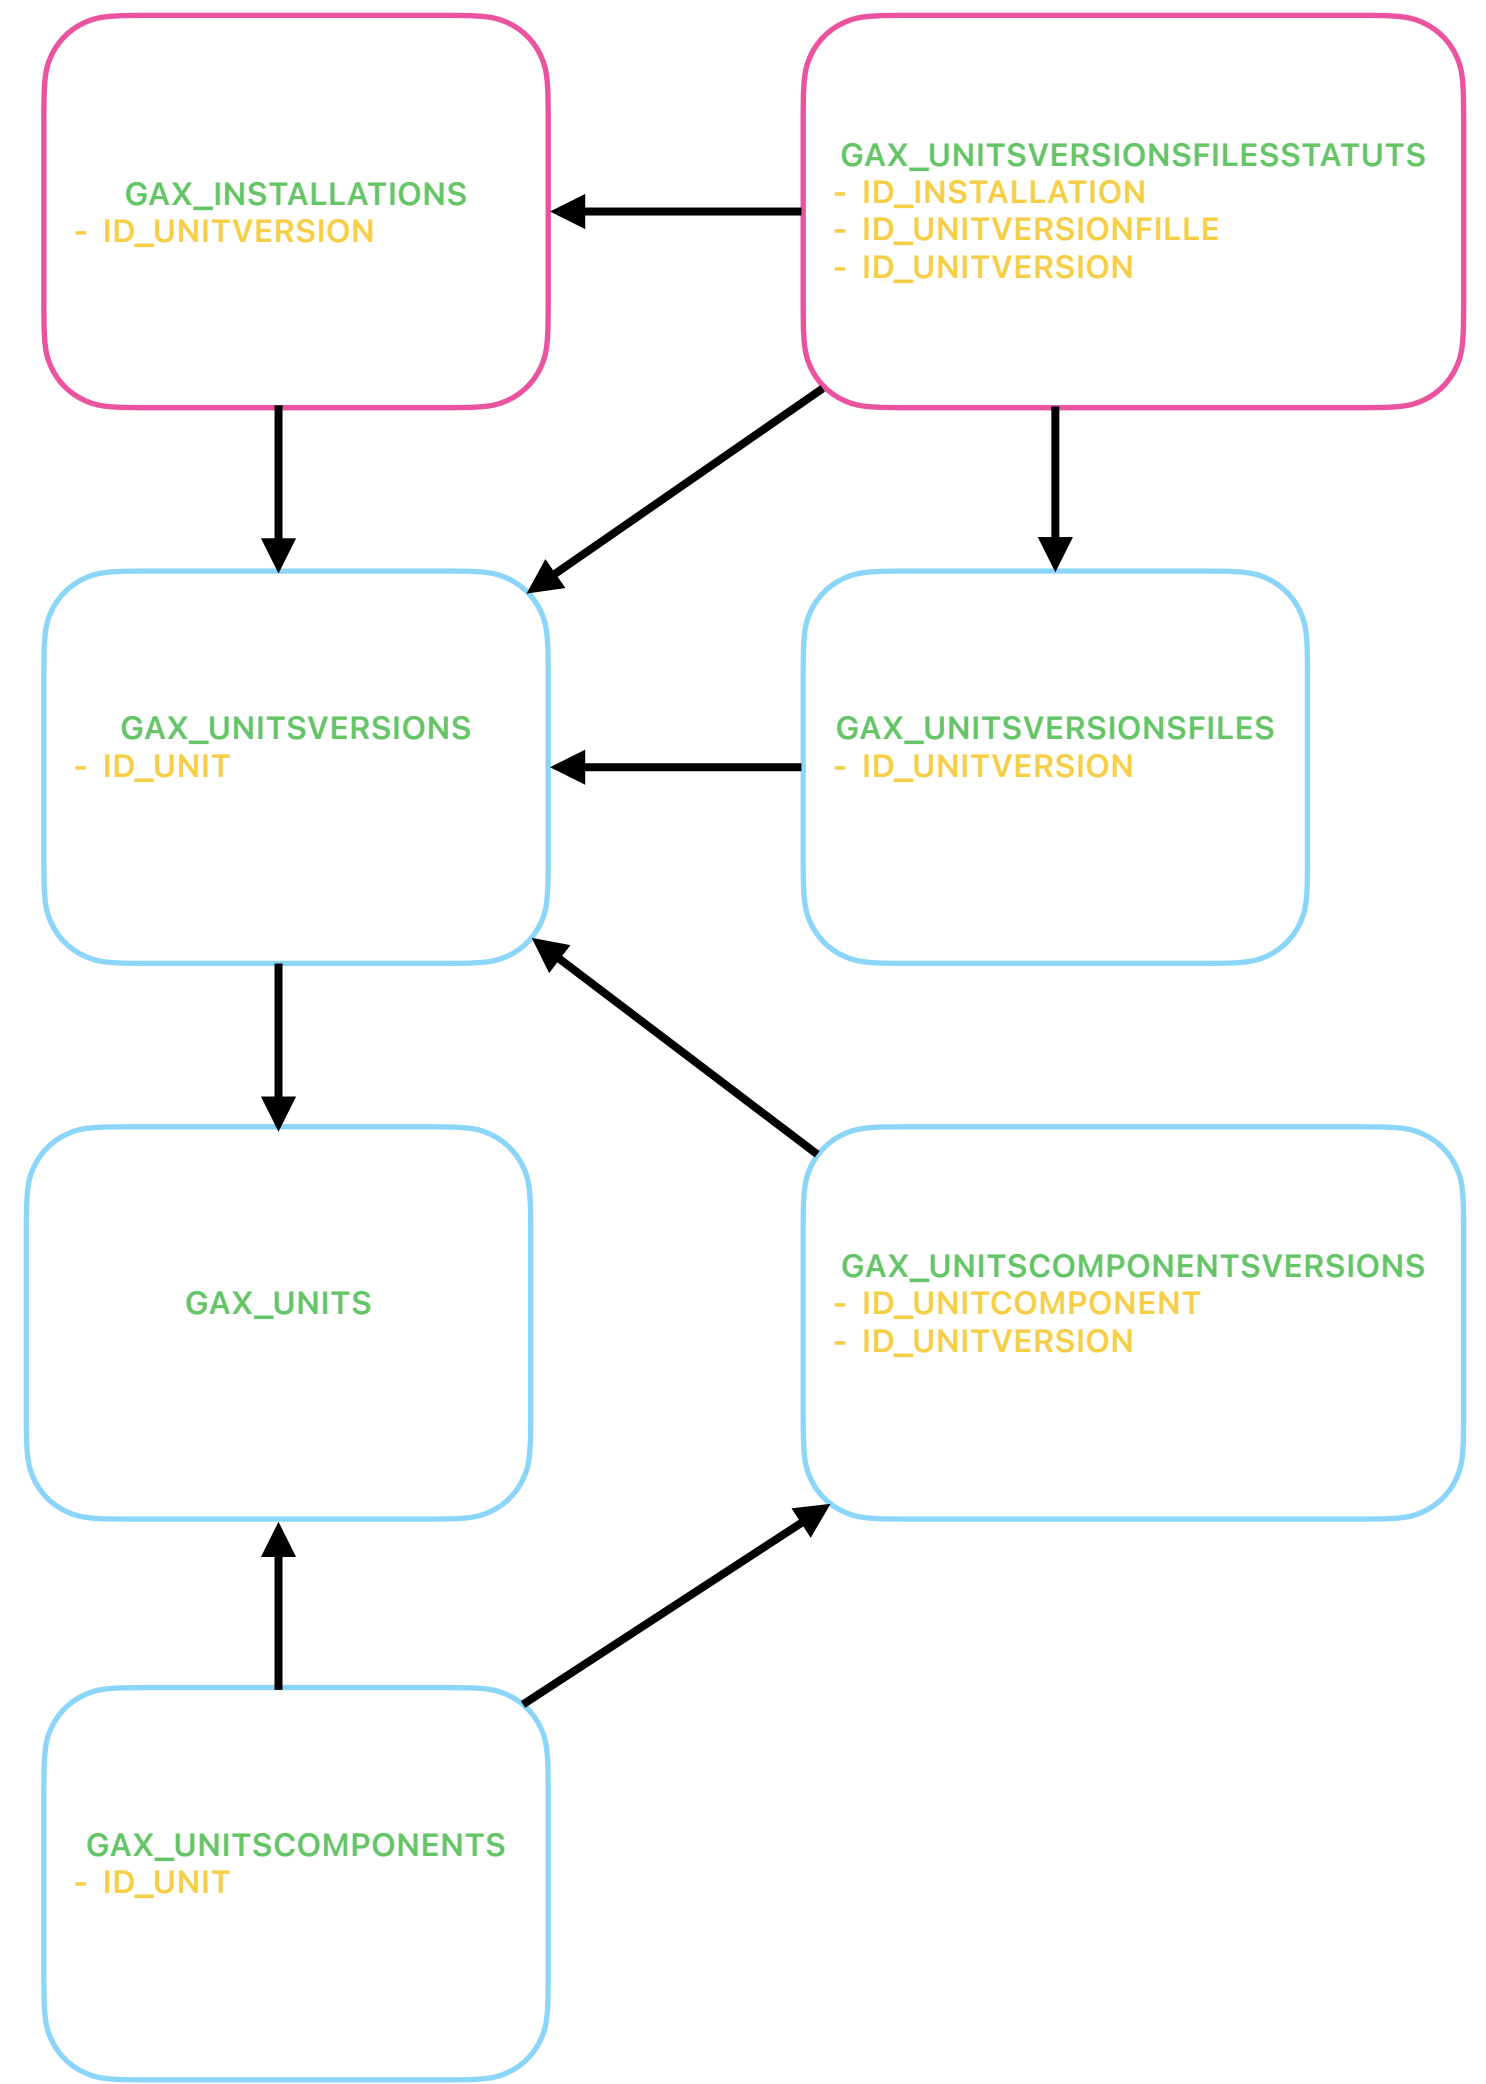 GAX_INSTALLATIONS
- ID_UNITVERSION
GAX_UNITSVERSIONSFILESSTATUTS
- ID_INSTALLATION
- ID_UNITVERSIONFILLE
- ID_UNITVERSION
GAX_UNITSVERSIONS
- ID_UNIT
GAX_UNITSVERSIONSFILES
- ID_UNITVERSION
GAX_UNITS
GAX_UNITSCOMPONENTSVERSIONS
- ID_UNITCOMPONENT
- ID_UNITVERSION
GAX_UNITSCOMPONENTS
- ID_UNIT